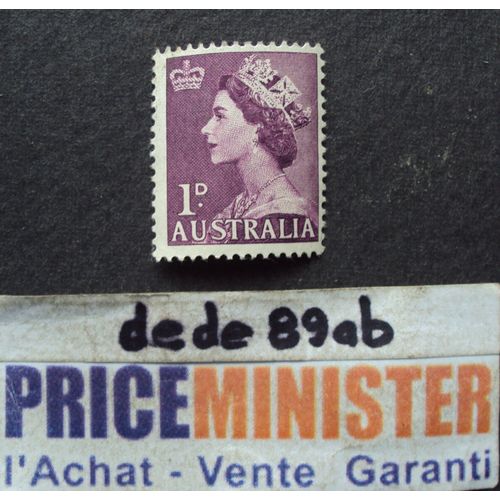 1D.
AUSTRALIA
dede 89ab
PRICEMINISTER
l'Achat - Vente Garanti